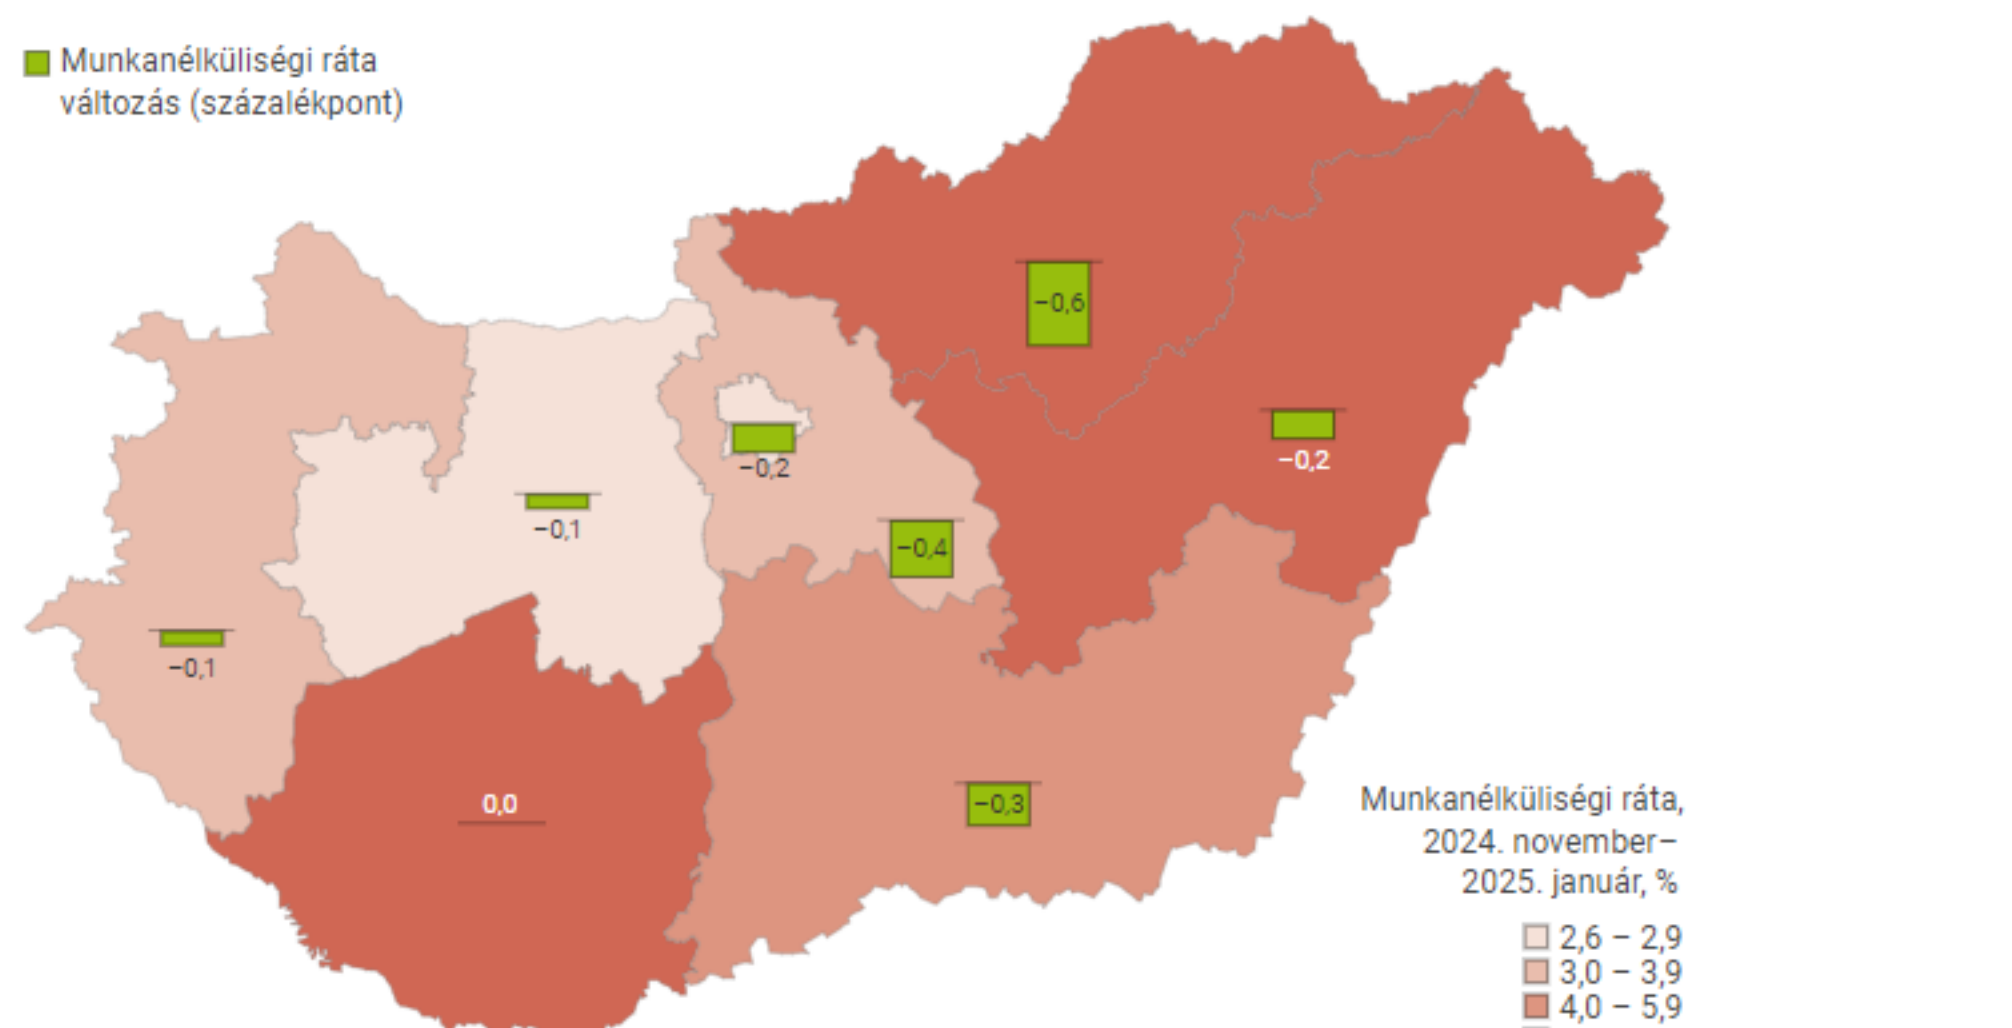 Munkanélküliségi ráta
változás (százalékpont)
−0,6
−0,2
−0,2
−0,1
−0,4
−0,1
0,0
−0,3
Munkanélküliségi ráta,
2024. november–
2025. január, %
2,6 – 2,9
3,0 – 3,9
4,0 – 5,9